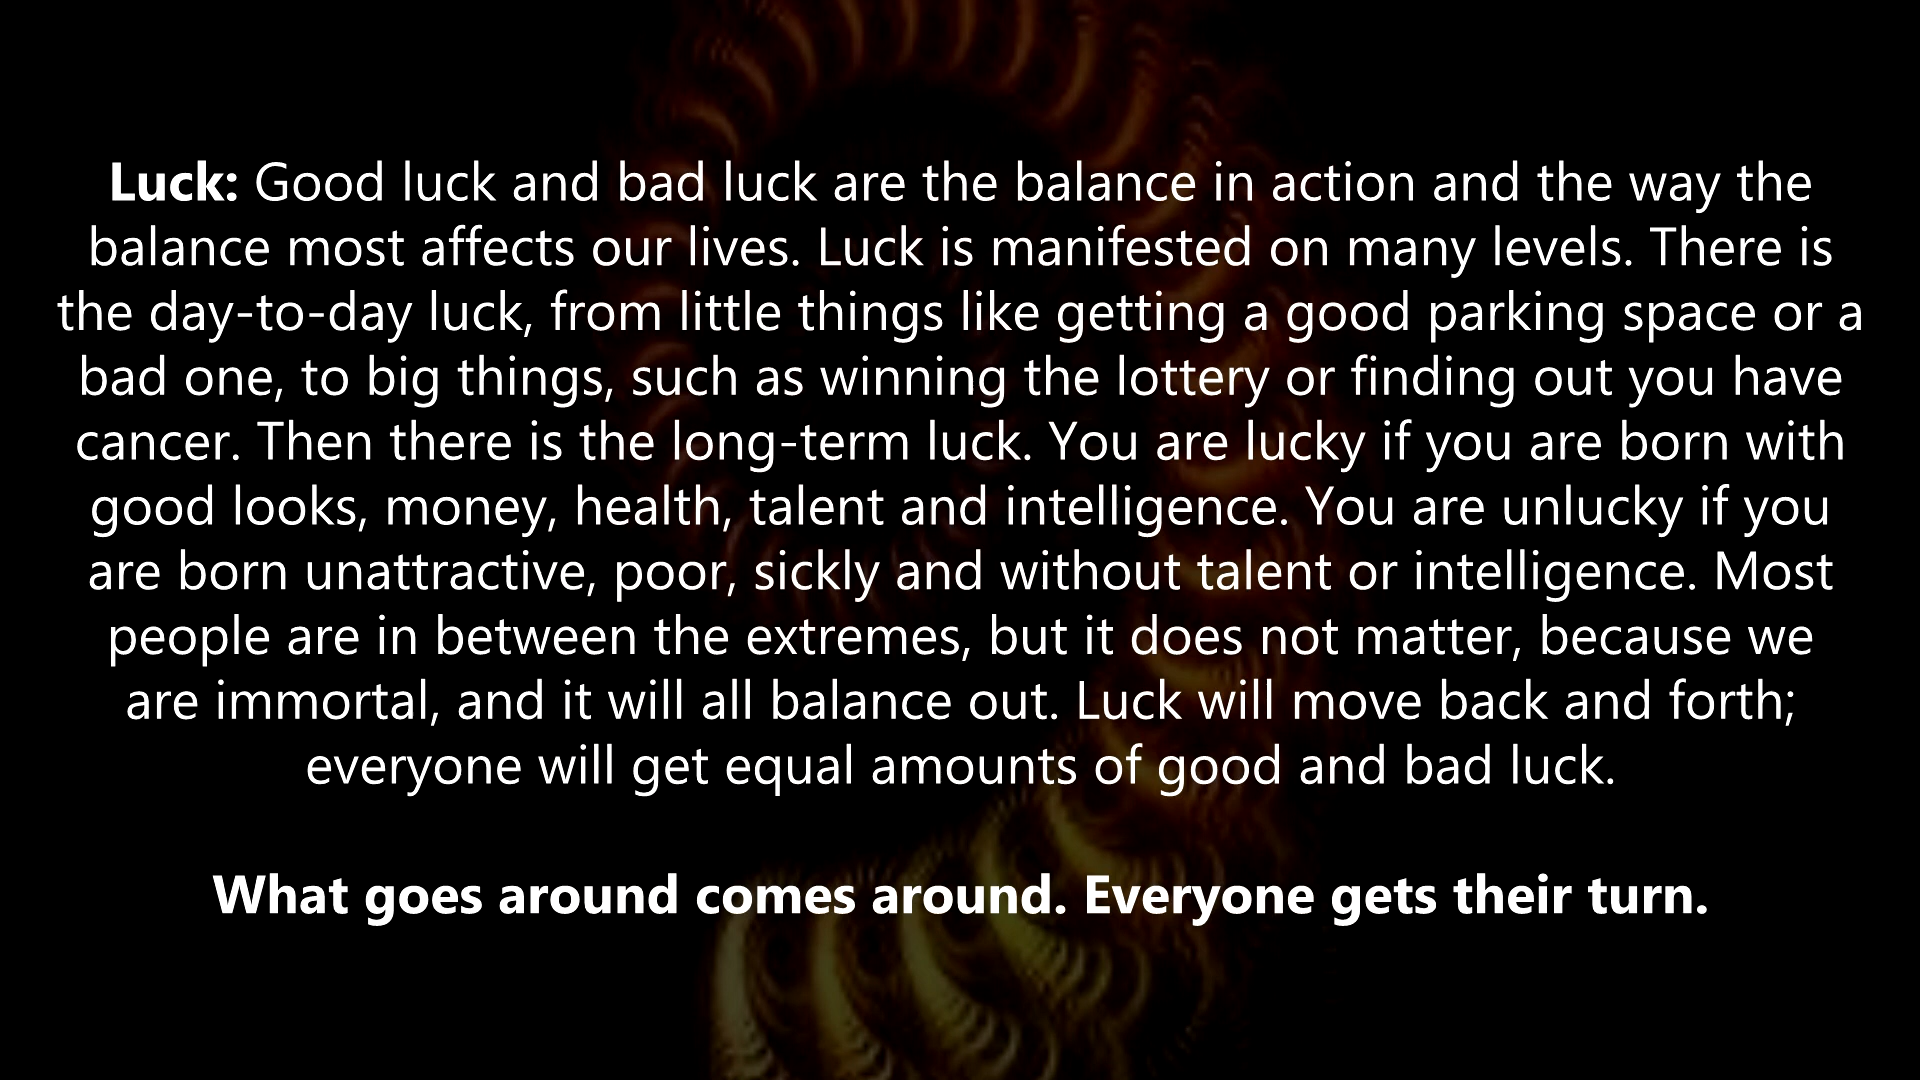 Luck: Good luck and bad luck are the balance in action and the way the
balance most affects our lives. Luck is manifested on many levels. There is
the day-to-day luck, from little things like getting a good parking space or a
bad one, to big things, such as winning the lottery or finding out you have
cancer. Then there is the long-term luck. You are lucky if you are born with
good looks, money, health, talent and intelligence. You are unlucky if you
are born unattractive, poor, sickly and without talent or intelligence. Most
people are in between the extremes, but it does not matter, because we
are immortal, and it will all balance out. Luck will move back and forth;
everyone will get equal amounts of good and bad luck.
What goes around comes around. Everyone gets their turn.